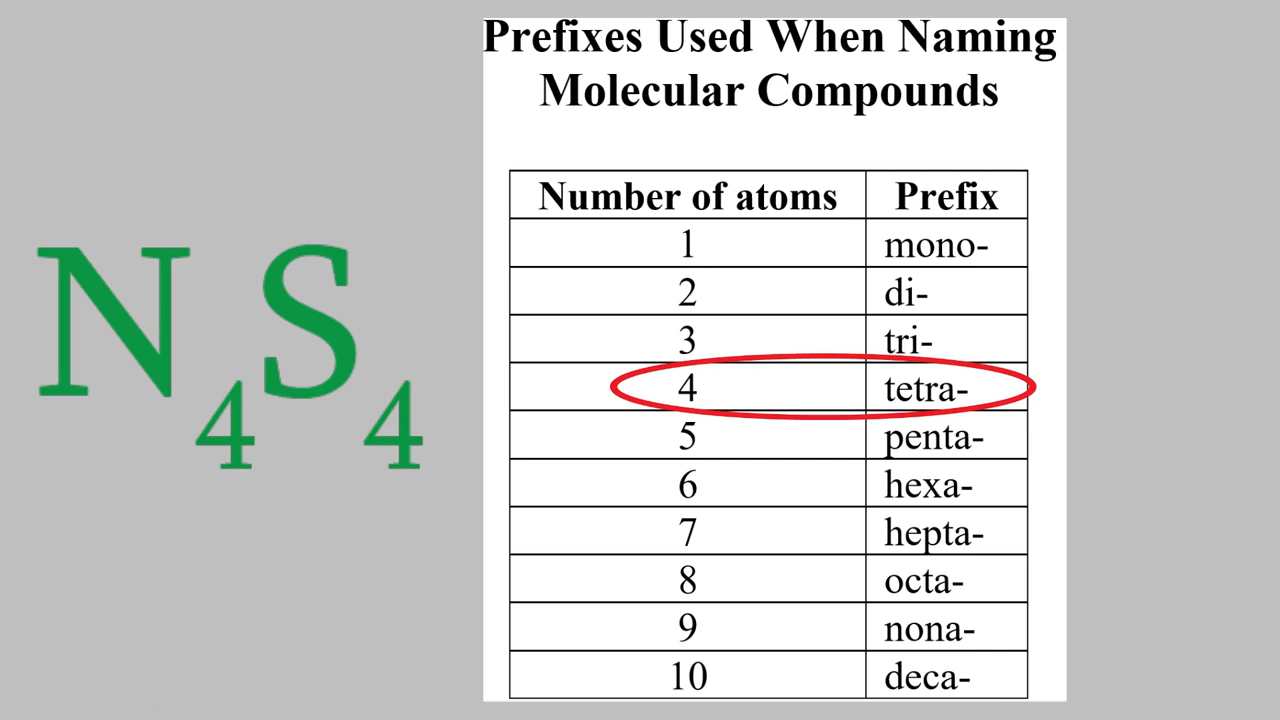 N4S4
Prefixes Used When Naming
Molecular Compounds
Number of atoms Prefix
1 mono-
2 di-
3 tri-
4 tetra-
5 penta-
6 hexa-
7 hepta-
8 octa-
9 nona-
10 deca-